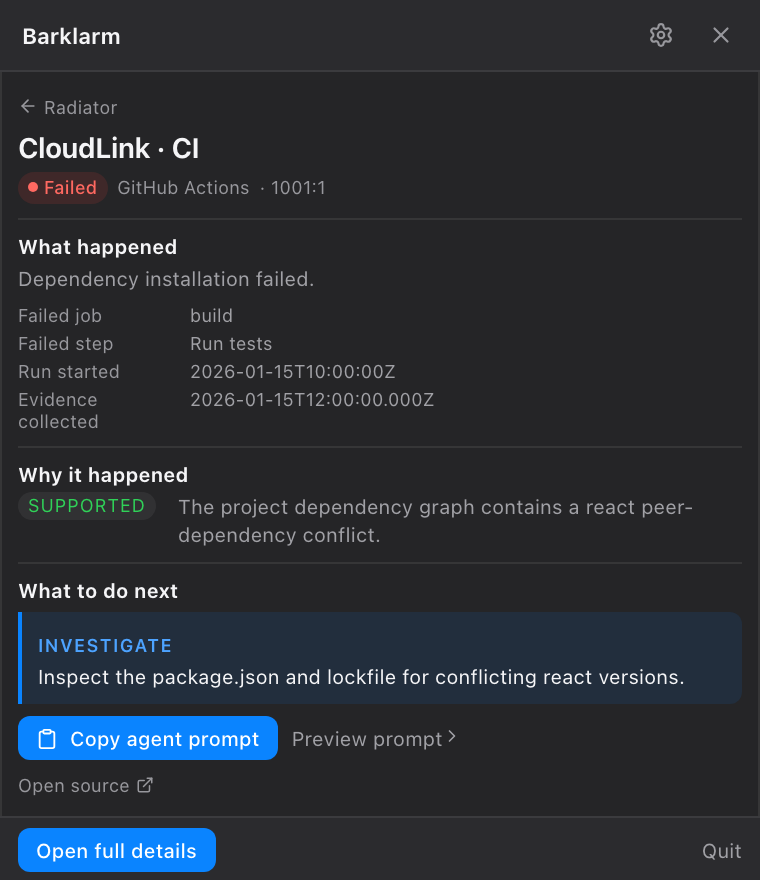 Barklarm
Radiator
CloudLink · CI
Failed GitHub Actions · 1001:1
What happened
Dependency installation failed.
Failed job build
Failed step Run tests
Run started 2026-01-15T10:00:00Z
Evidence collected 2026-01-15T12:00:00.000Z
Why it happened
SUPPORTED The project dependency graph contains a react peer-
dependency conflict.
What to do next
INVESTIGATE
Inspect the package.json and lockfile for conflicting react versions.
Copy agent prompt Preview prompt
Open source
Open full details Quit